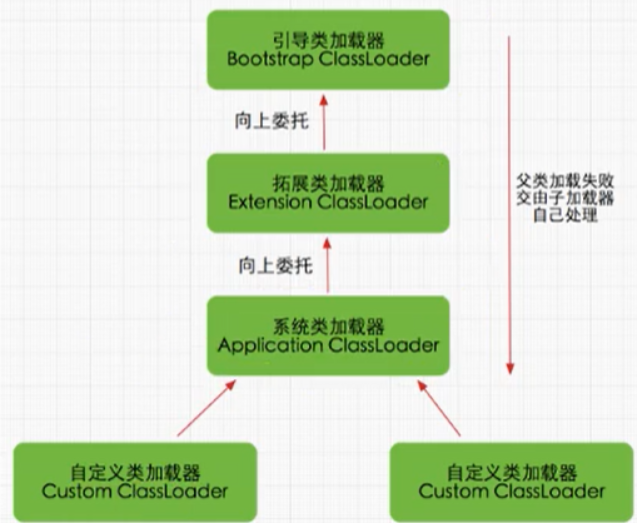 引导类加载器
Bootstrap ClassLoader
向上委托
拓展类加载器
Extension ClassLoader
父类加载失败
交由子加载器
自己处理
向上委托
系统类加载器
Application ClassLoader
自定义类加载器
Custom ClassLoader
自定义类加载器
Custom ClassLoader